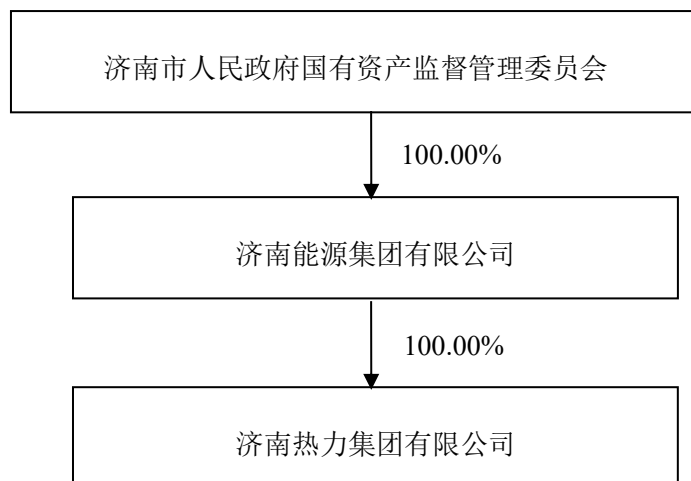 济南市人民政府国有资产监督管理委员会
100.00%
济南能源集团有限公司
100.00%
济南热力集团有限公司